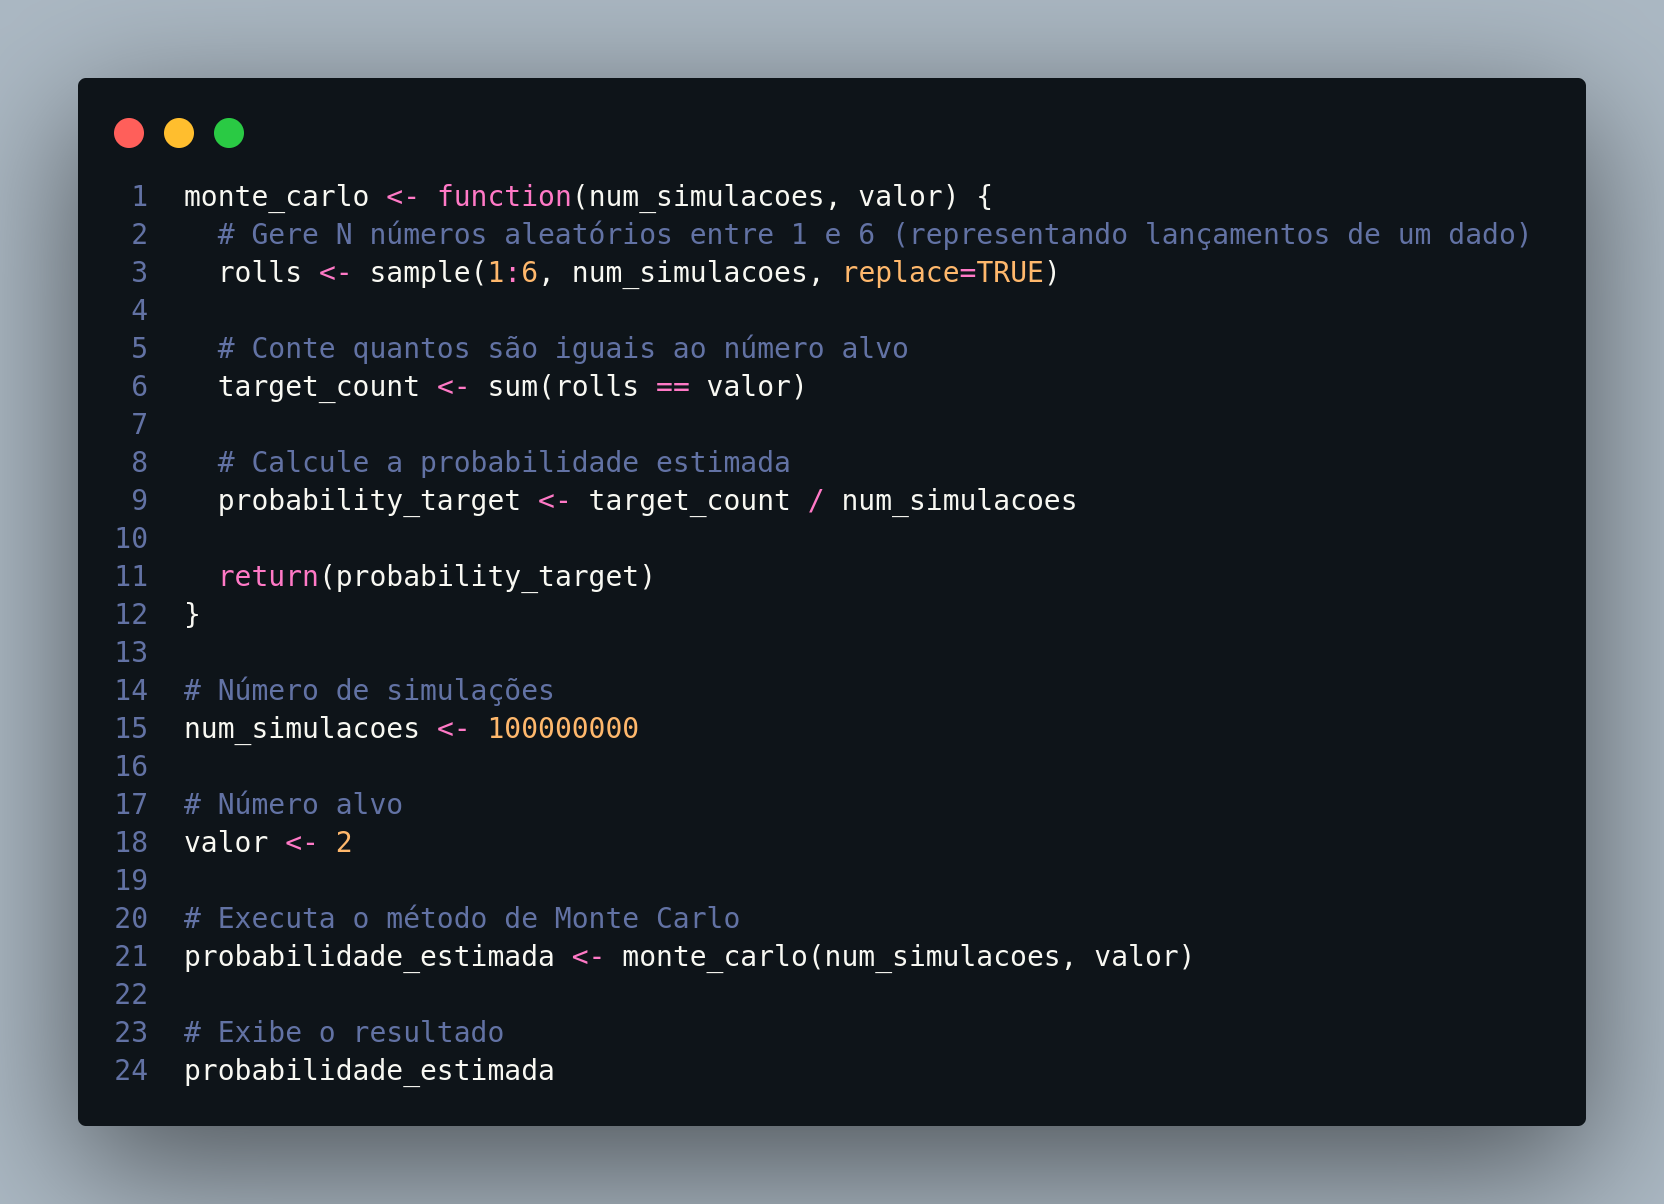 1 monte_carlo <- function(num_simulacoes, valor) {
2   # Gere N números aleatórios entre 1 e 6 (representando lançamentos de um dado)
3   rolls <- sample(1:6, num_simulacoes, replace=TRUE)
4
5   # Conte quantos são iguais ao número alvo
6   target_count <- sum(rolls == valor)
7
8   # Calcule a probabilidade estimada
9   probability_target <- target_count / num_simulacoes
10
11   return(probability_target)
12 }
13
14 # Número de simulações
15 num_simulacoes <- 100000000
16
17 # Número alvo
18 valor <- 2
19
20 # Executa o método de Monte Carlo
21 probabilidade_estimada <- monte_carlo(num_simulacoes, valor)
22
23 # Exibe o resultado
24 probabilidade_estimada